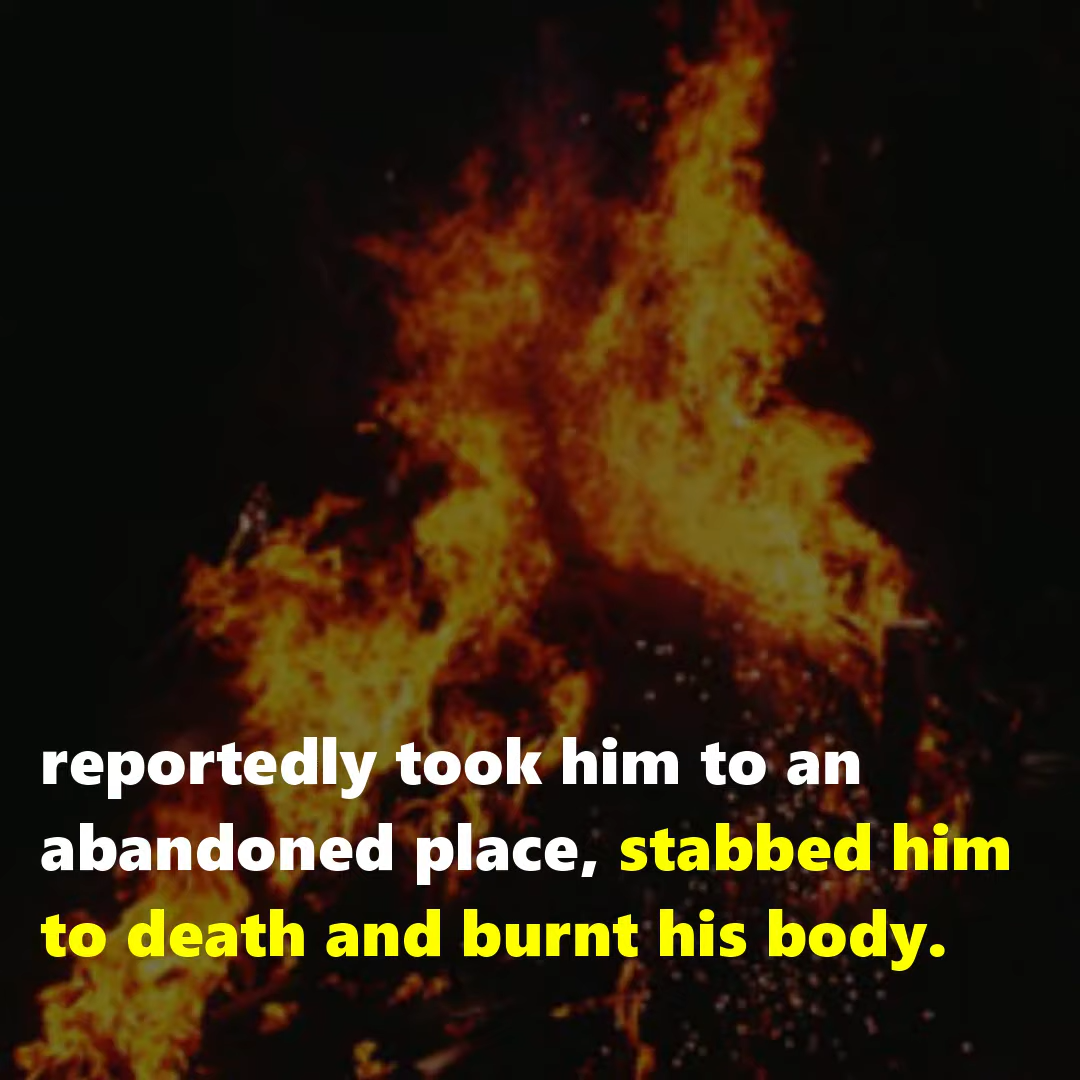 reportedly took him to an
abandoned place, stabbed him
to death and burnt his body.